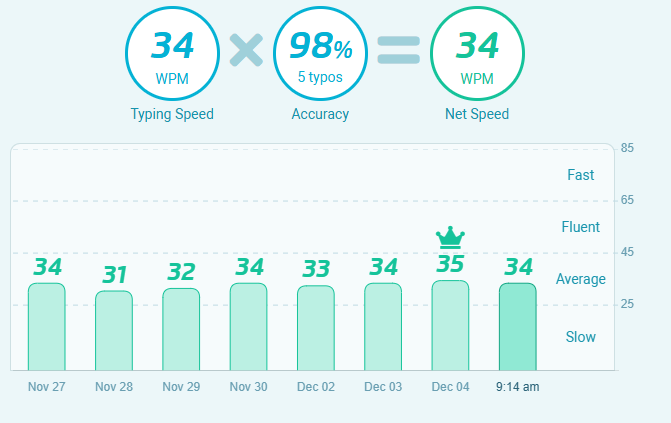 34 98% 34
WPM 5 typos WPM
Typing Speed Accuracy Net Speed
85
Fast
65
Fluent
45
34 31 32 34 33 34 35 34
Average
25
Slow
Nov 27 Nov 28 Nov 29 Nov 30 Dec 02 Dec 03 Dec 04 9:14 am